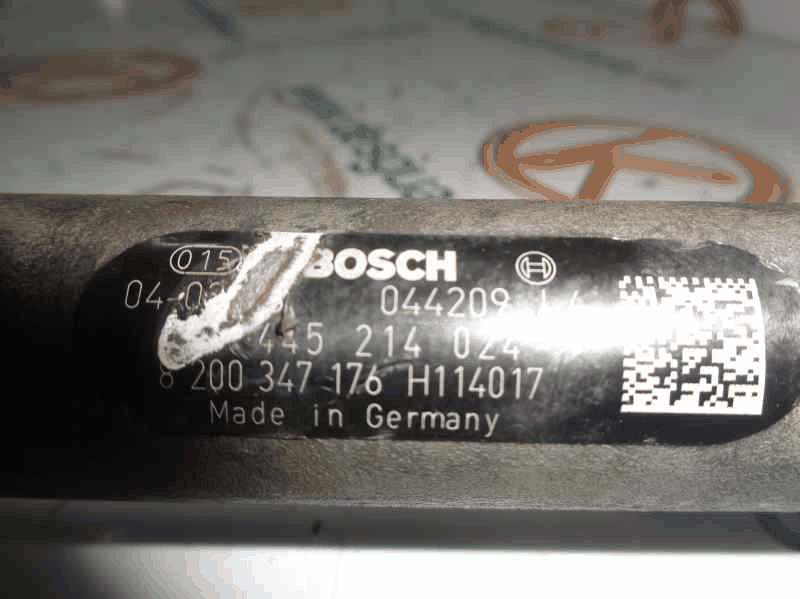 015 BOSCH
044209
445 214 024
8 200 347 176 H114017
Made in Germany